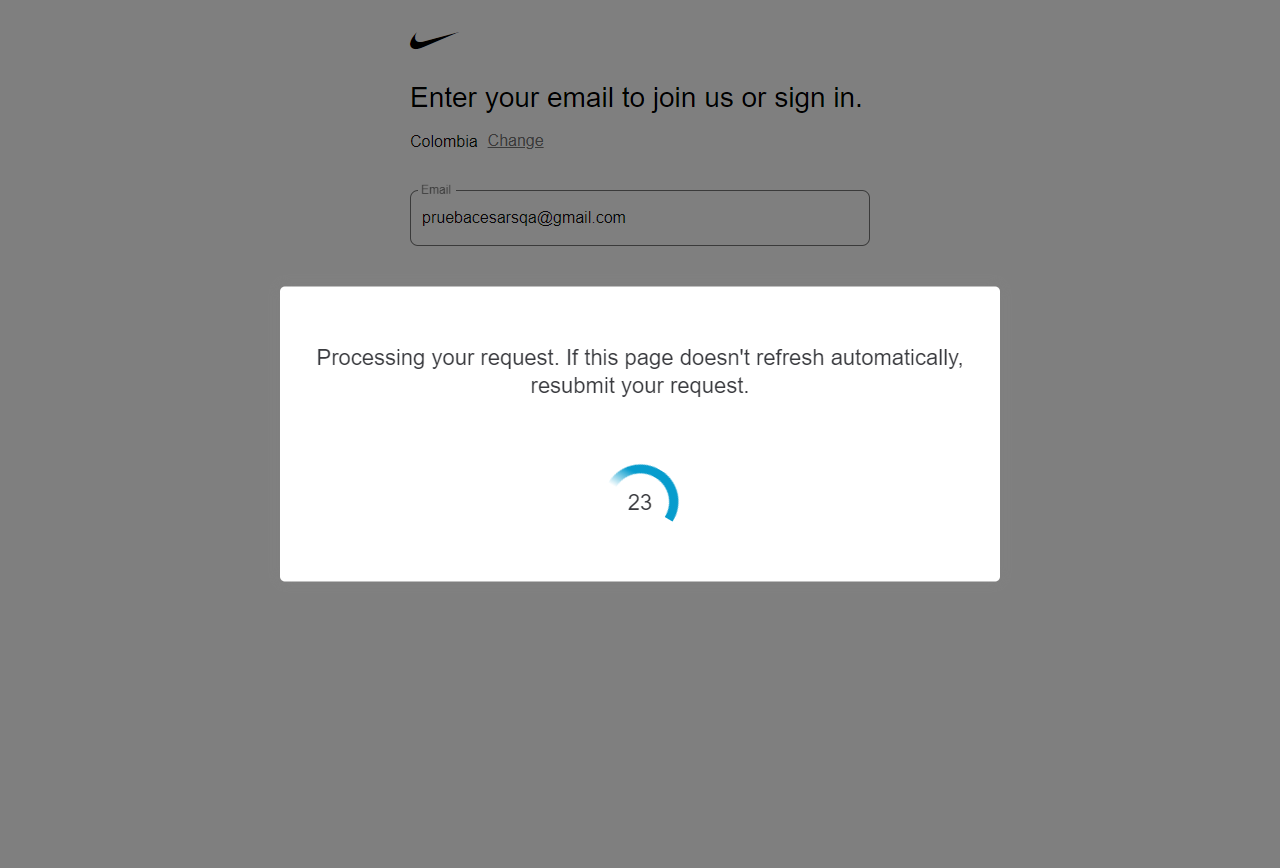 Enter your email to join us or sign in.
Colombia Change
Email
pruebacesarsqa@gmail.com
Processing your request. If this page doesn't refresh automatically,
resubmit your request.
23